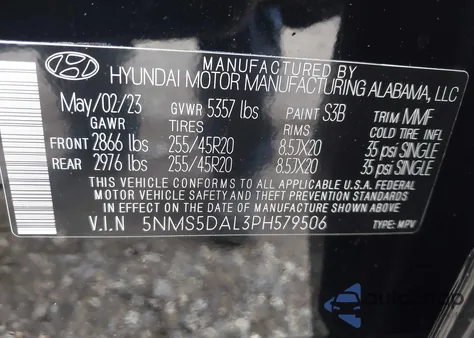 MANUFACTURED BY
HYUNDAI MOTOR MANUFACTURING ALABAMA, LLC
May/02/23 GVWR 5357 lbs PAINT S3B TRIM MMF
GAWR TIRES RIMS COLD TIRE INFL.
FRONT 2866 lbs 255/45R20 8.5JX20 35 psi SINGLE
REAR 2976 lbs 255/45R20 8.5JX20 35 psi SINGLE
THIS VEHICLE CONFORMS TO ALL APPLICABLE U.S.A. FEDERAL
MOTOR VEHICLE SAFETY AND THEFT PREVENTION STANDARDS
IN EFFECT ON THE DATE OF MANUFACTURE SHOWN ABOVE
V.I.N 5NMS5DAL3PH579506 TYPE: MPV